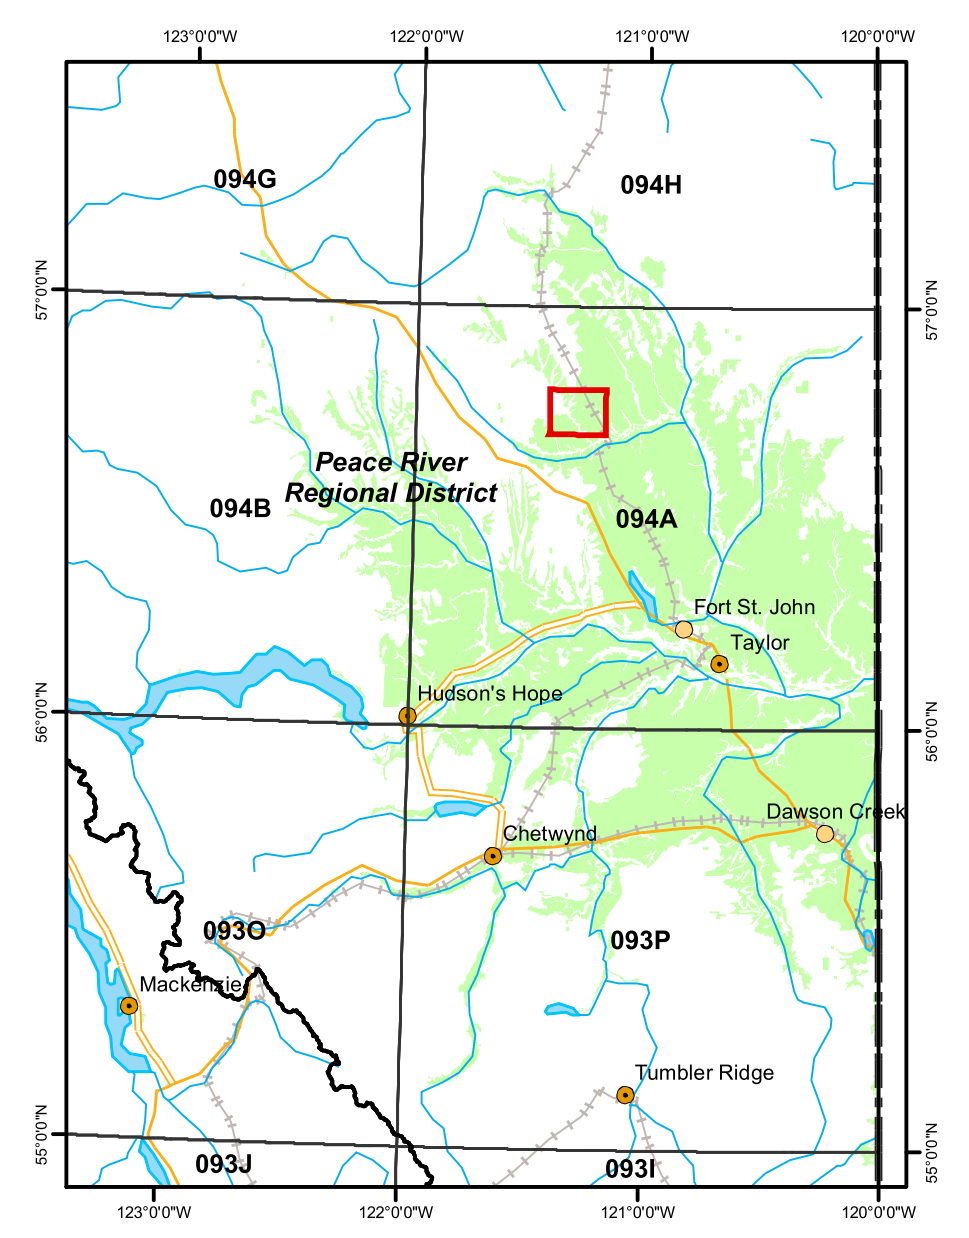 123°0'0"W 122°0'0"W 121°0'0"W 120°0'0"W
094G
094H
57°0'0"N
57°0'0"N
Peace River
Regional District
094B
094A
Fort St. John
Taylor
Hudson's Hope
56°0'0"N
56°0'0"N
Dawson Creek
Chetwynd
093O
093P
Mackenzie
Tumbler Ridge
55°0'0"N
55°0'0"N
093J
093I
123°0'0"W 122°0'0"W 121°0'0"W 120°0'0"W